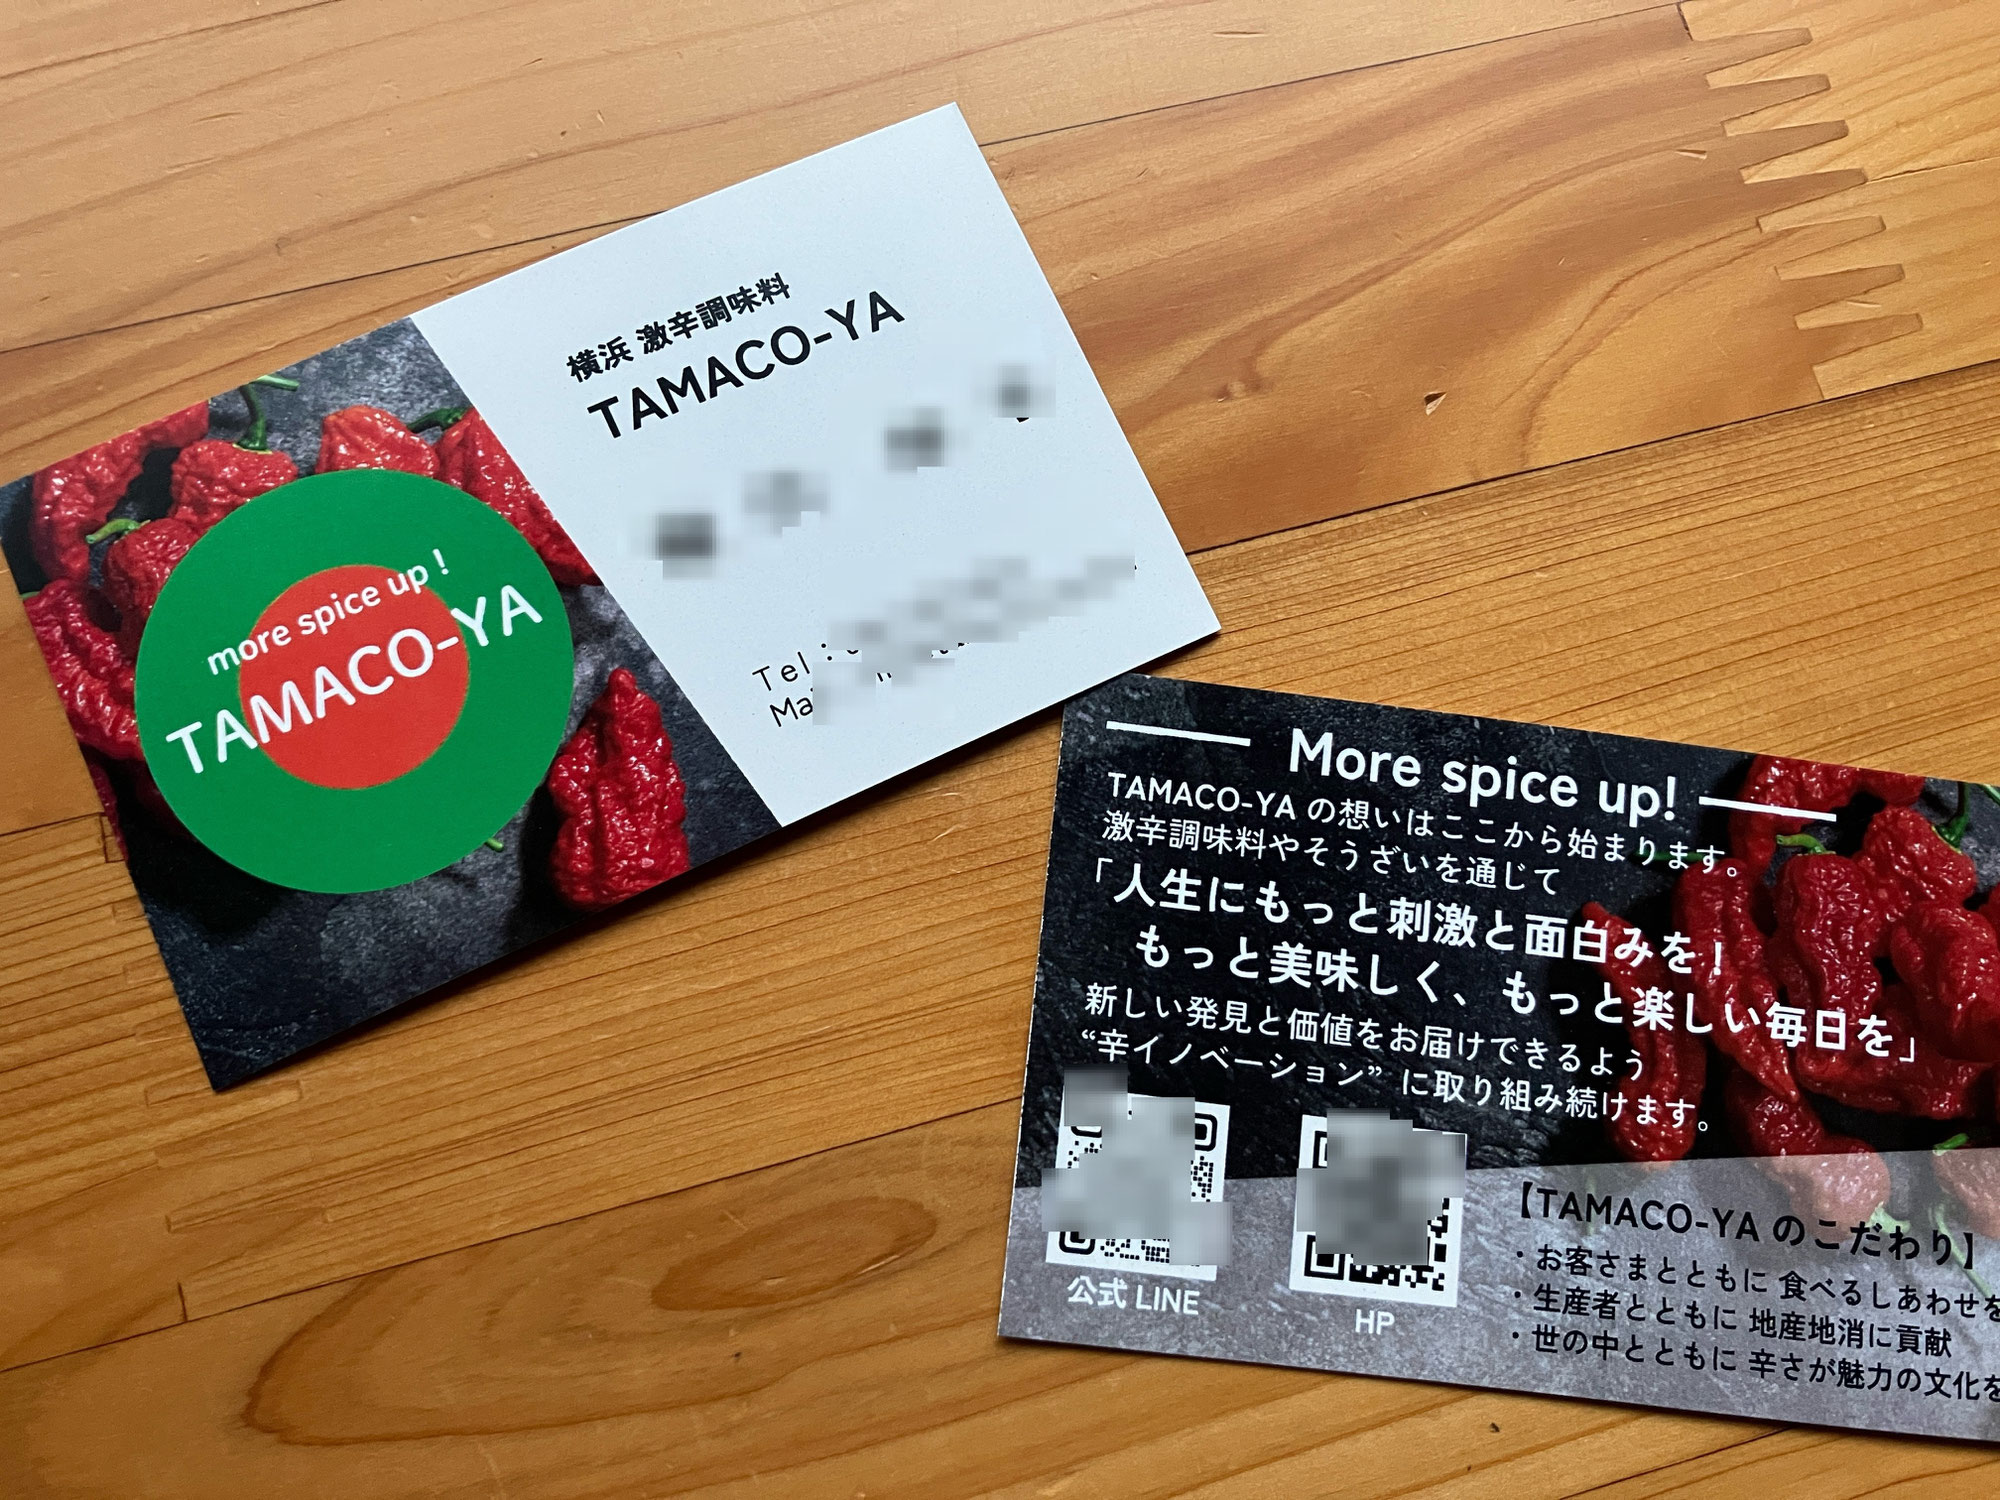 横浜 激辛調味料
TAMACO-YA
more spice up !
TAMACO-YA
Tel :
More spice up!
TAMACO-YA の想いはここから始まります。
激辛調味料やそうざいを通じて
「人生にもっと刺激と面白みを!
もっと美味しく、もっと楽しい毎日を」
新しい発見と価値をお届けできるよう
“辛イノベーション” に取り組み続けます。
公式 LINE
HP
【TAMACO-YA のこだわり】
・お客さまとともに 食べるしあわせを
・生産者とともに 地産地消に貢献
・世の中とともに 辛さが魅力の文化を